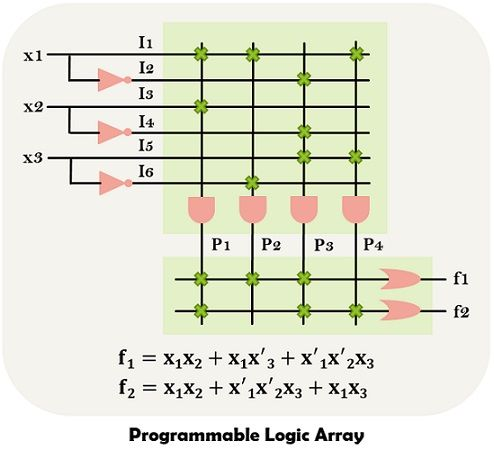 x1 I1
I2
x2 I3
I4
x3 I5
I6
P1 P2 P3 P4
f1
f2
f₁ = x₁x₂ + x₁x′₃ + x′₁x′₂x₃
f₂ = x₁x₂ + x′₁x′₂x₃ + x₁x₃
Programmable Logic Array